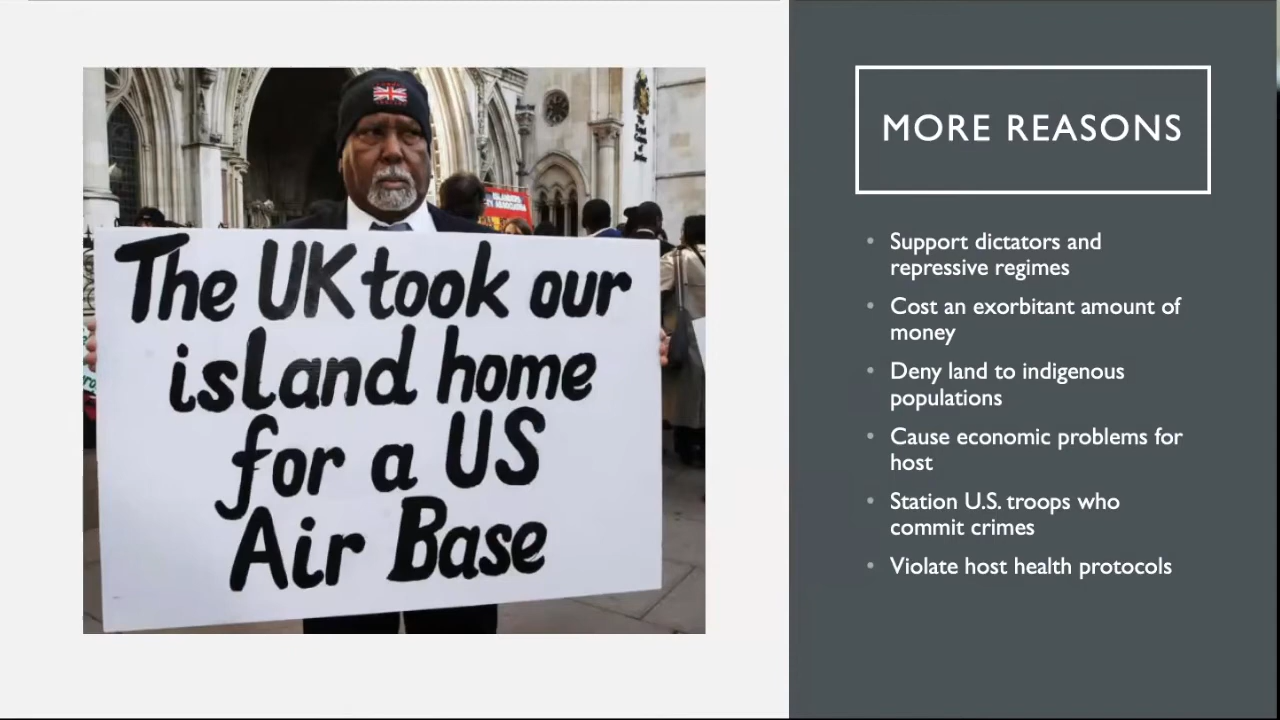 The UK took our
island home
for a US
Air Base
MORE REASONS
Support dictators and
repressive regimes
Cost an exorbitant amount of
money
Deny land to indigenous
populations
Cause economic problems for
host
Station U.S. troops who
commit crimes
Violate host health protocols